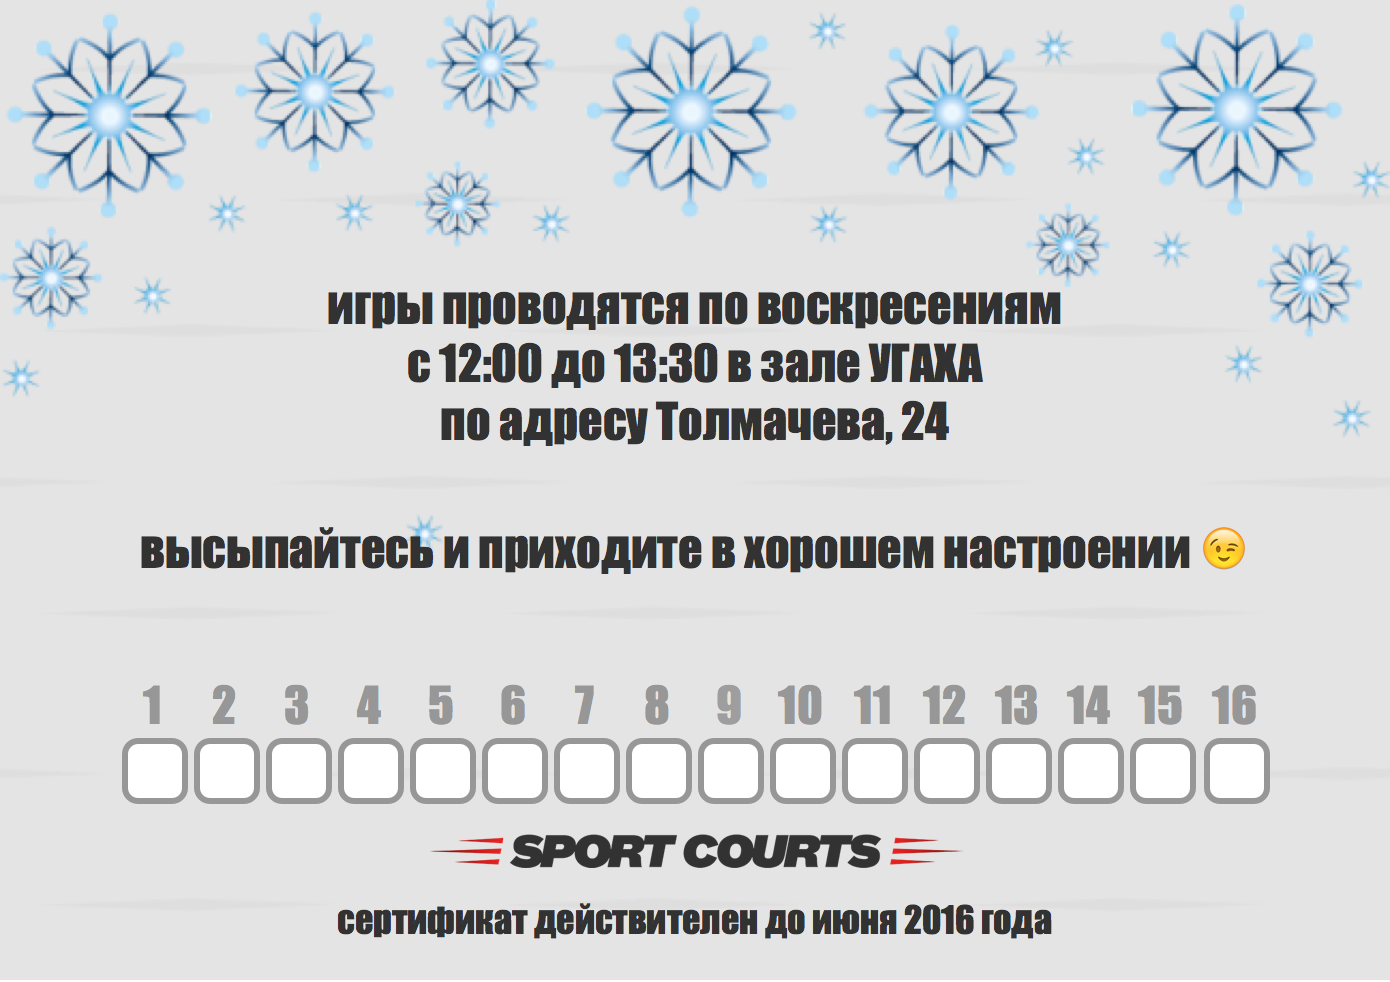 игры проводятся по воскресениям
с 12:00 до 13:30 в зале УГАХА
по адресу Толмачева, 24
высыпайтесь и приходите в хорошем настроении 😉
1 2 3 4 5 6 7 8 9 10 11 12 13 14 15 16
SPORT COURTS
сертификат действителен до июня 2016 года